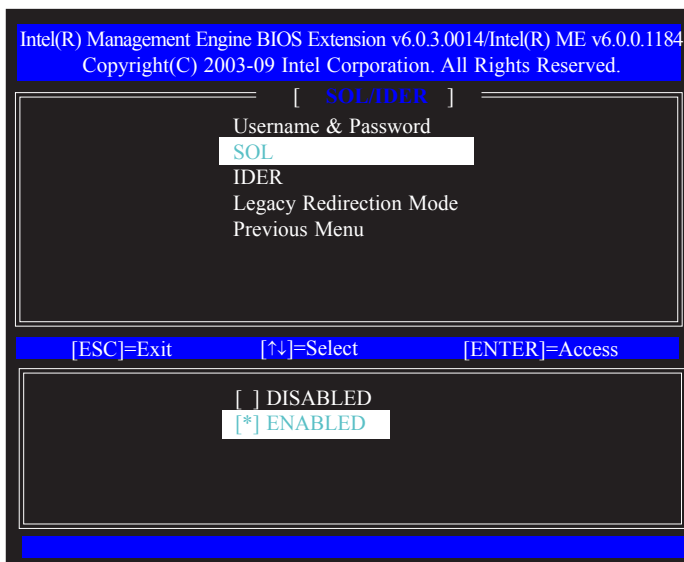 Intel(R) Management Engine BIOS Extension v6.0.3.0014/Intel(R) ME v6.0.0.1184
Copyright(C) 2003-09 Intel Corporation. All Rights Reserved.
[ SOL/IDER ]
Username & Password
SOL
IDER
Legacy Redirection Mode
Previous Menu
[ESC]=Exit [↑↓]=Select [ENTER]=Access
[ ] DISABLED
[*] ENABLED